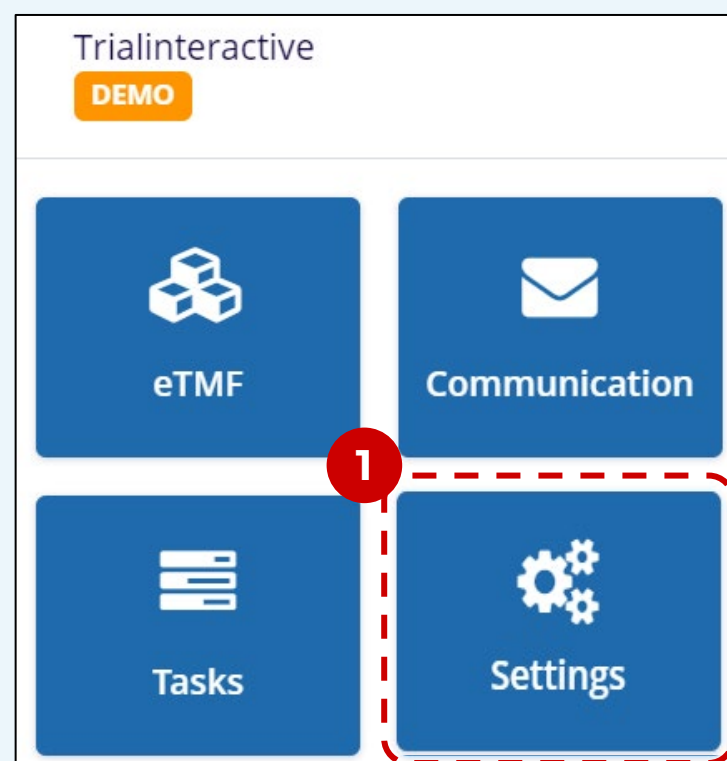 Trialinteractive
DEMO
eTMF
Communication
1
Tasks
Settings